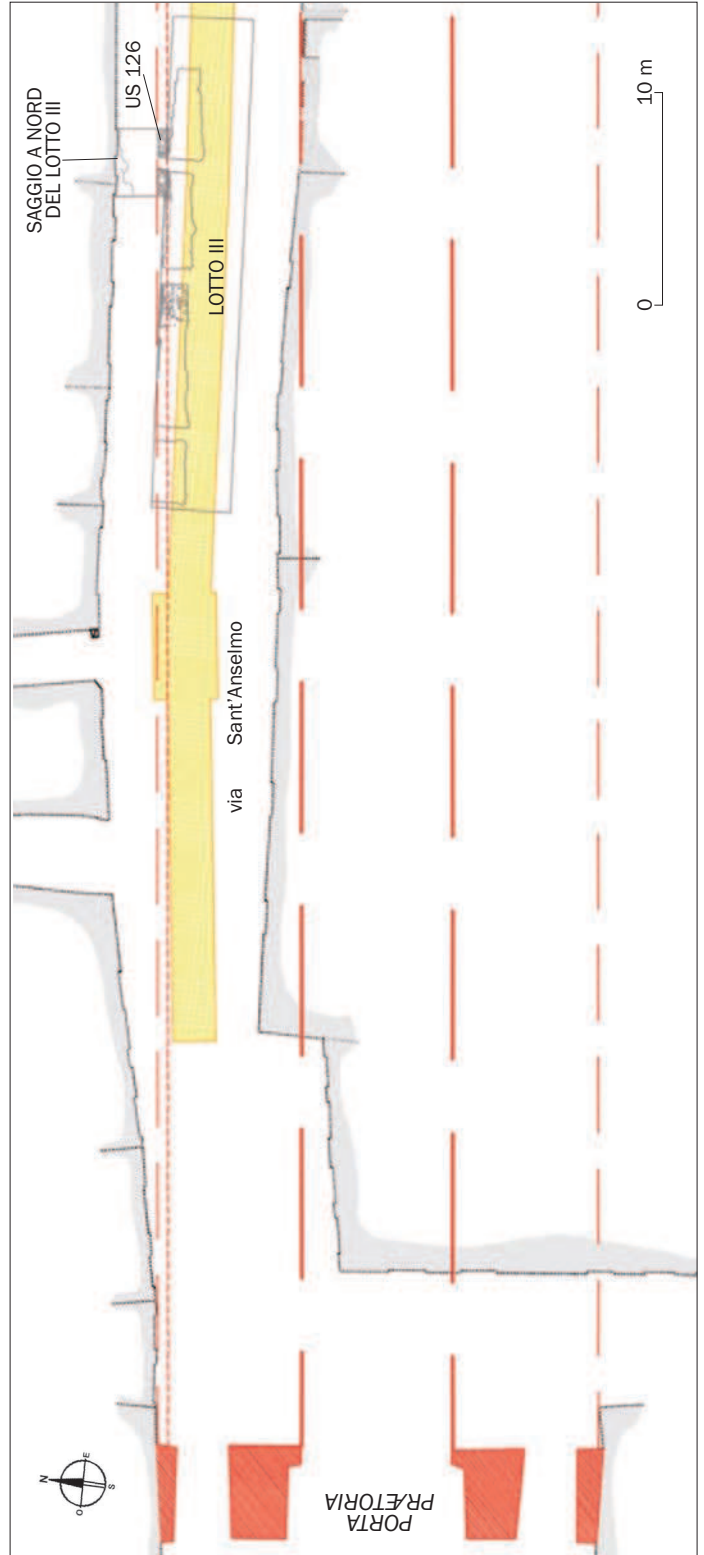 SAGGIO A NORD
DEL LOTTO III
US 126
LOTTO III
via Sant'Anselmo
0 10 m
N
O
E
S
PORTA
PRÆTORIA